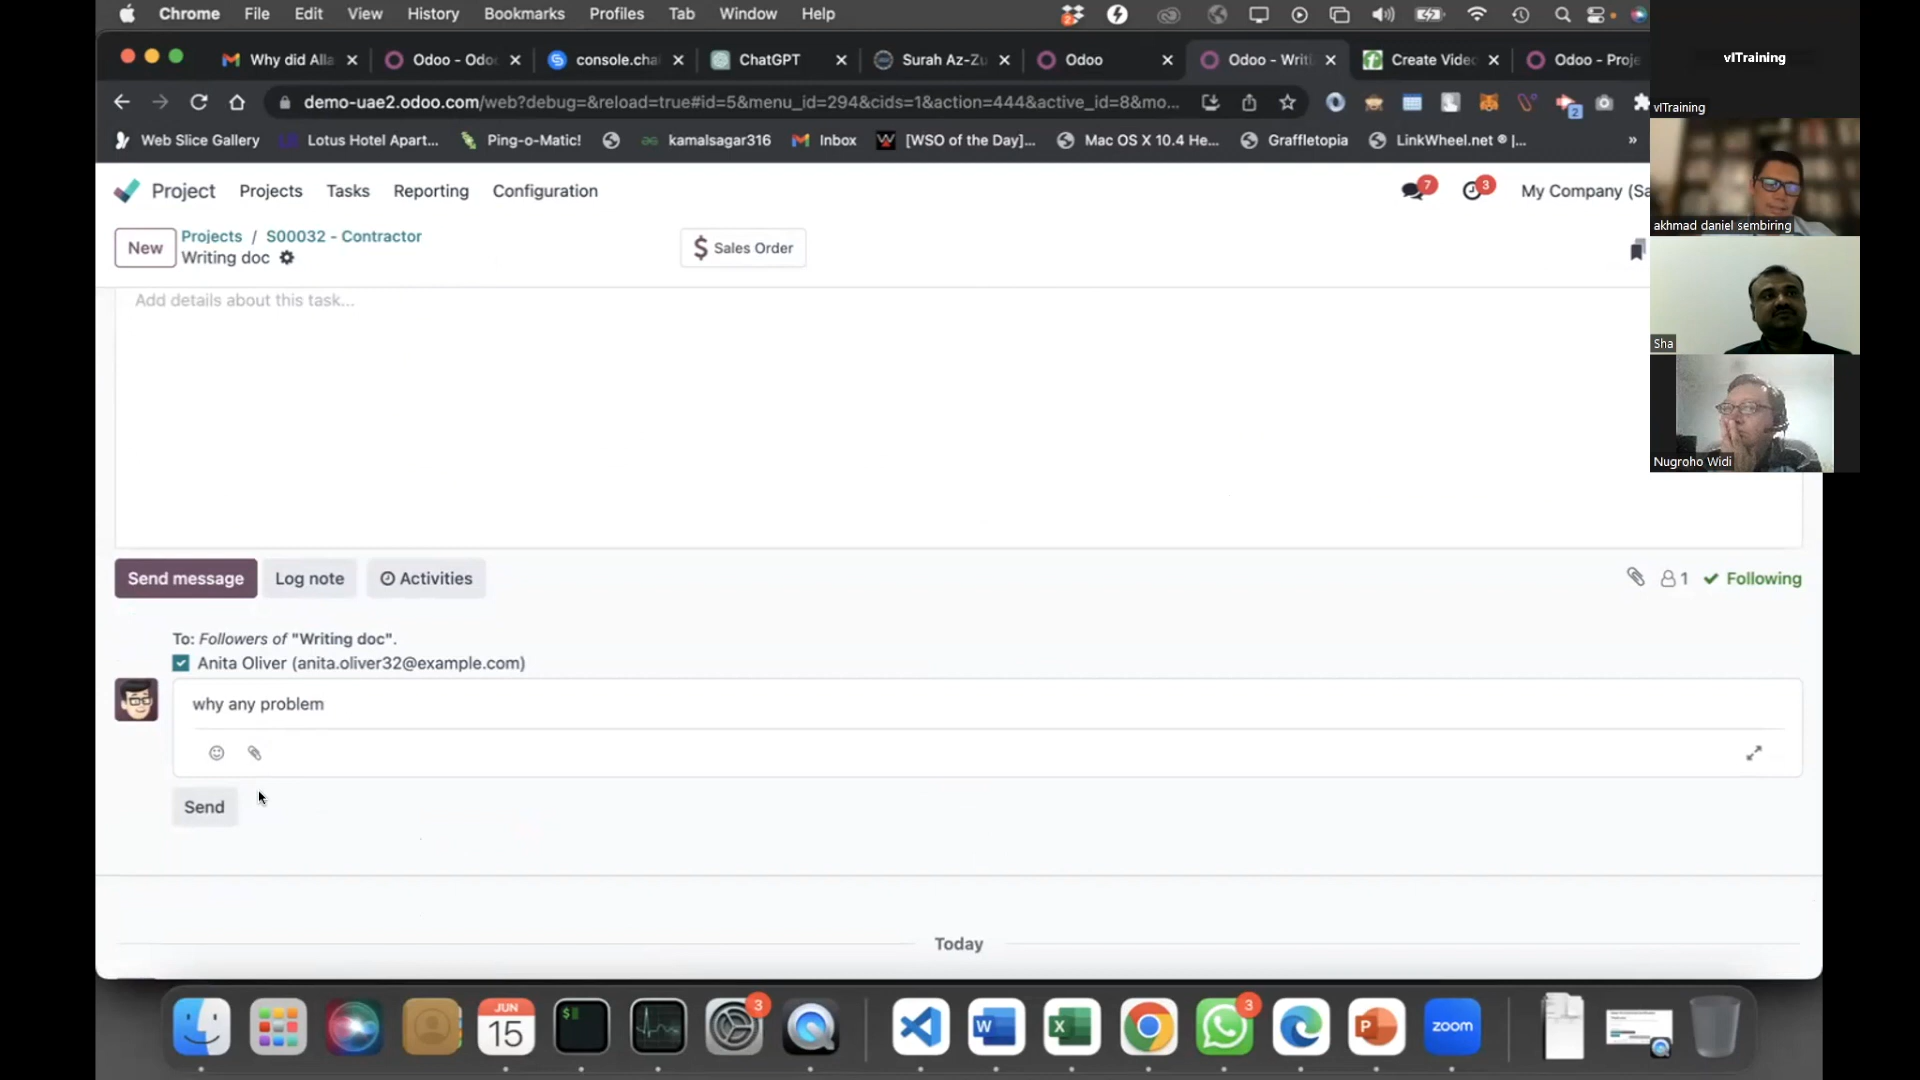 Chrome File Edit View History Bookmarks Profiles Tab Window Help
Why did Alla
Odoo - Odo
console.cha
ChatGPT
Surah Az-Zu
Odoo
Odoo - Writi
Create Video
Odoo - Proje
demo-uae2.odoo.com/web?debug=&reload=true#id=5&menu_id=294&cids=1&action=444&active_id=8&mo...
2
Web Slice Gallery
Lotus Hotel Apart...
Ping-o-Matic!
kamalsagar316
Inbox
[WSO of the Day]...
Mac OS X 10.4 He...
Graffletopia
LinkWheel.net ® |...
»
Project Projects Tasks Reporting Configuration
7
3
My Company (Sa
New
Projects / S00032 - Contractor
Writing doc
$ Sales Order
Add details about this task...
Send message
Log note
Activities
1
Following
To: Followers of "Writing doc".
Anita Oliver (anita.oliver32@example.com)
why any problem
Send
Today
vlTraining
vlTraining
akhmad daniel sembiring
Sha
Nugroho Widi
JUN
15
3
W
X
3
P
zoom